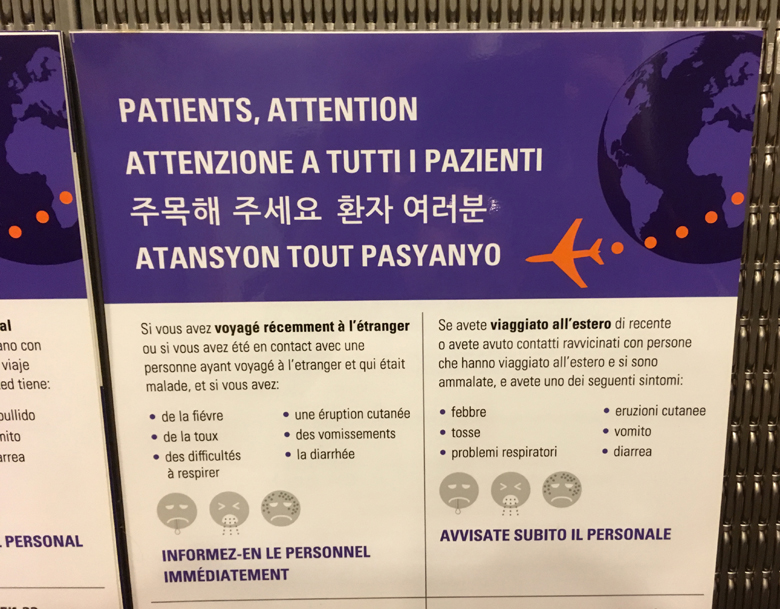 PATIENTS, ATTENTION
ATTENZIONE A TUTTI I PAZIENTI
주목해 주세요 환자 여러분
ATANSYON TOUT PASYANYO
Si vous avez voyagé récemment à l'étranger
ou si vous avez été en contact avec une
personne ayant voyagé à l'etranger et qui était
malade, et si vous avez:
• de la fiévre
• de la toux
• des difficultés
à respirer
• une éruption cutanée
• des vomissements
• la diarrhée
INFORMEZ-EN LE PERSONNEL
IMMÉDIATEMENT
Se avete viaggiato all'estero di recente
o avete avuto contatti ravvicinati con persone
che hanno viaggiato all'estero e si sono
ammalate, e avete uno dei seguenti sintomi:
• febbre
• tosse
• problemi respiratori
• eruzioni cutanee
• vomito
• diarrea
AVVISATE SUBITO IL PERSONALE
al
ano con
viaje
ed tiene:
pullido
nito
arrea
PERSONAL